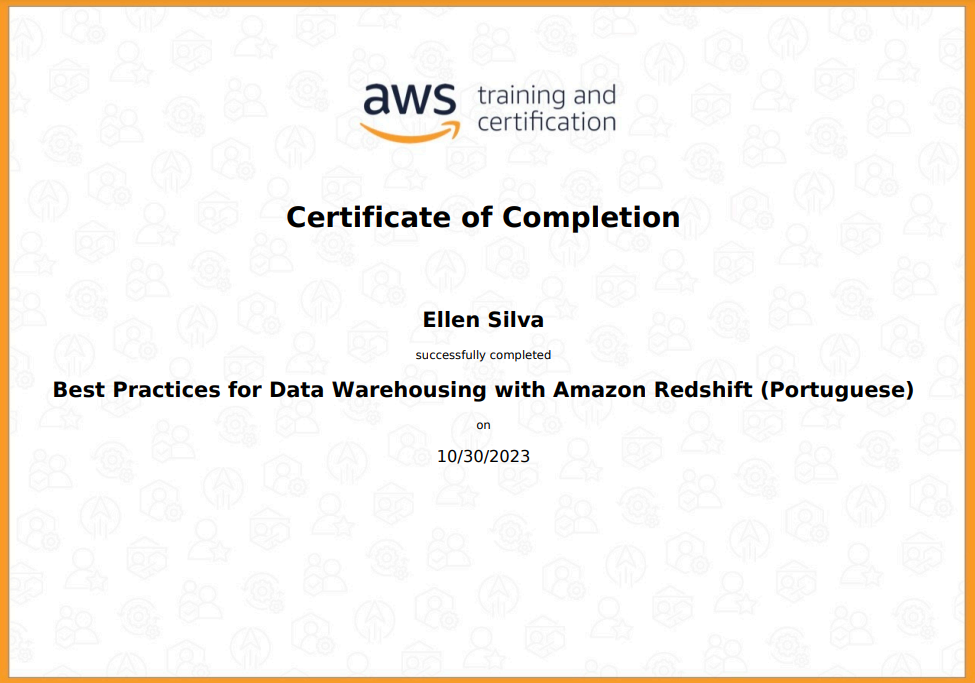 aws training and
certification
Certificate of Completion
Ellen Silva
successfully completed
Best Practices for Data Warehousing with Amazon Redshift (Portuguese)
on
10/30/2023